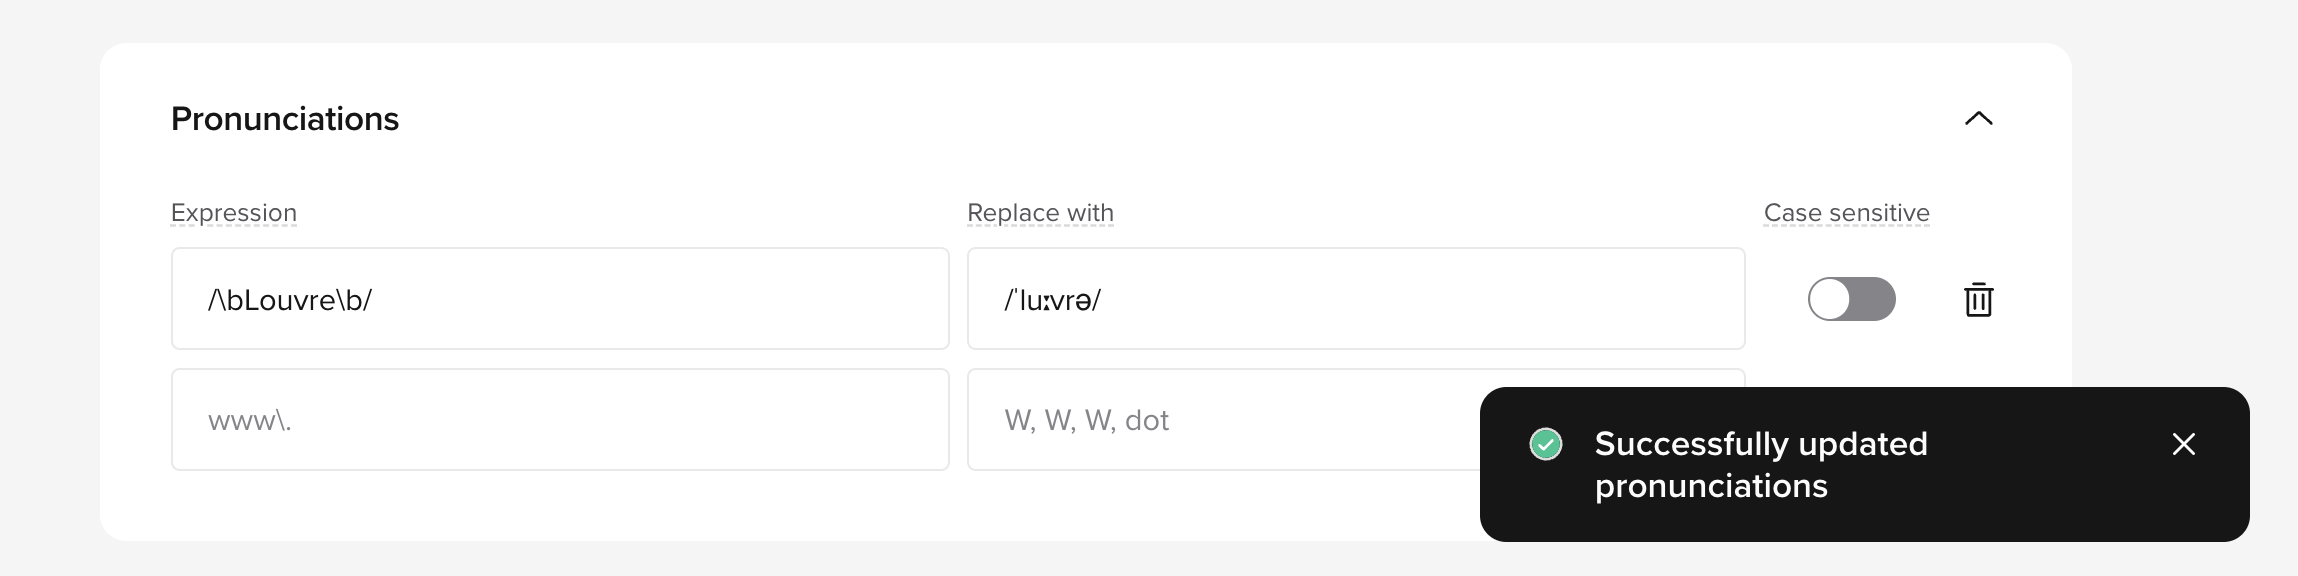 Pronunciations
Expression
Replace with
Case sensitive
/\bLouvre\b/
/ˈluːvrə/
www\.
W, W, W, dot
Successfully updated
pronunciations